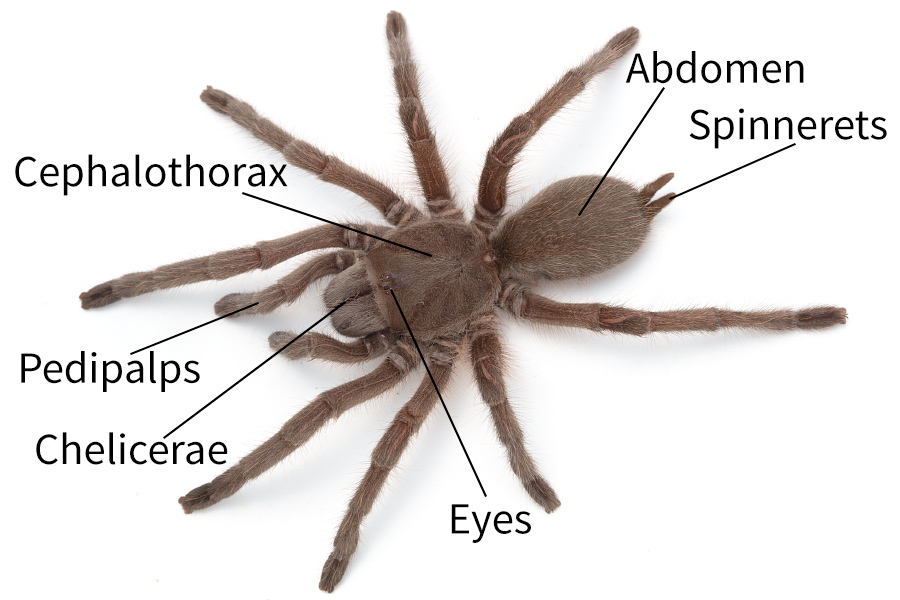 Abdomen
Spinnerets
Cephalothorax
Pedipalps
Chelicerae
Eyes